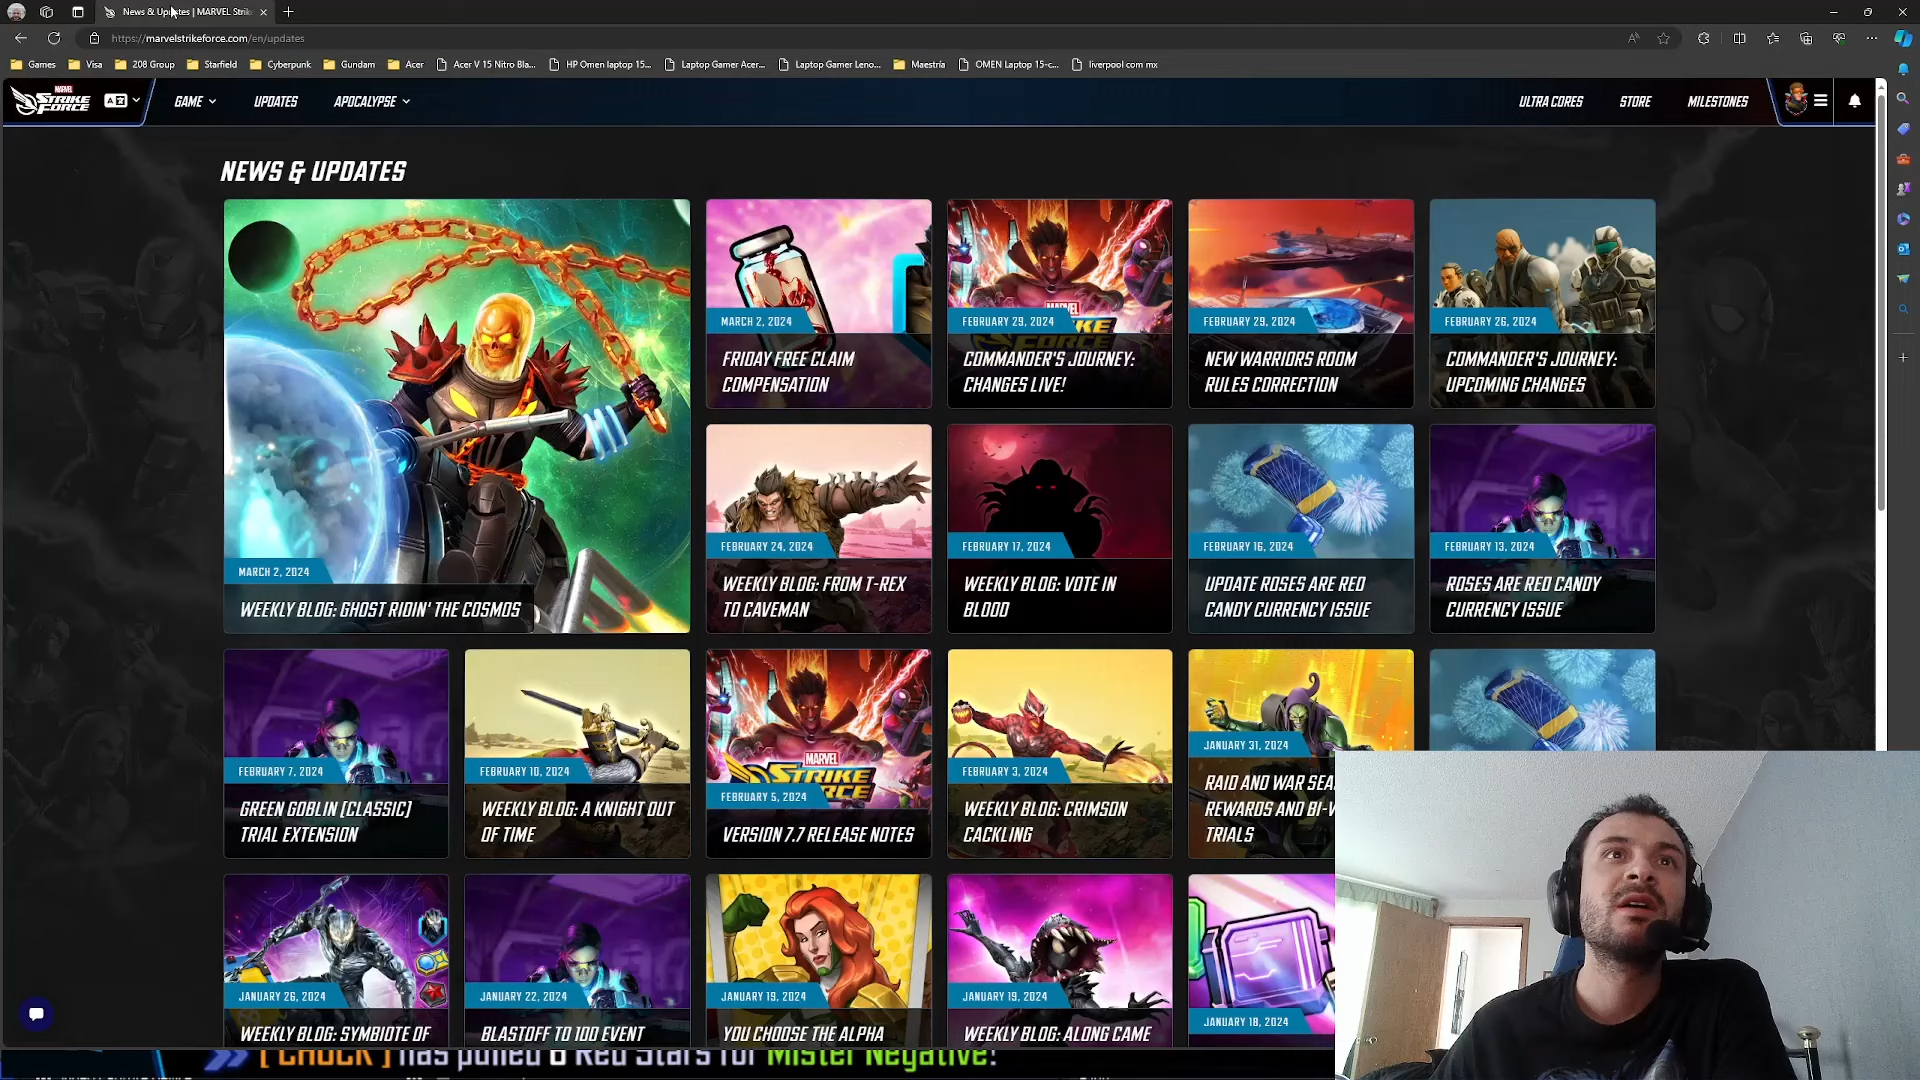 News & Updates | MARVEL Strik
https://marvelstrikeforce.com/en/updates
Games
Visa
208 Group
Starfield
Cyberpunk
Gundam
Acer
Acer V 15 Nitro Bla...
HP Omen laptop 15...
Laptop Gamer Acer...
Laptop Gamer Leno...
Maestría
OMEN Laptop 15-c...
liverpool com mx
MARVEL
STRIKE
FORCE
GAME
UPDATES
APOCALYPSE
ULTRA CORES
STORE
MILESTONES
NEWS & UPDATES
MARCH 2, 2024
WEEKLY BLOG: GHOST RIDIN' THE COSMOS
MARCH 2, 2024
FRIDAY FREE CLAIM
COMPENSATION
MARVEL
FEBRUARY 29, 2024
COMMANDER'S JOURNEY:
CHANGES LIVE!
FEBRUARY 29, 2024
NEW WARRIORS ROOM
RULES CORRECTION
FEBRUARY 26, 2024
COMMANDER'S JOURNEY:
UPCOMING CHANGES
FEBRUARY 24, 2024
WEEKLY BLOG: FROM T-REX
TO CAVEMAN
FEBRUARY 17, 2024
WEEKLY BLOG: VOTE IN
BLOOD
FEBRUARY 16, 2024
UPDATE ROSES ARE RED
CANDY CURRENCY ISSUE
FEBRUARY 13, 2024
ROSES ARE RED CANDY
CURRENCY ISSUE
FEBRUARY 7, 2024
GREEN GOBLIN [CLASSIC]
TRIAL EXTENSION
FEBRUARY 10, 2024
WEEKLY BLOG: A KNIGHT OUT
OF TIME
MARVEL
STRIKE
FEBRUARY 5, 2024
VERSION 7.7 RELEASE NOTES
FEBRUARY 3, 2024
WEEKLY BLOG: CRIMSON
CACKLING
JANUARY 31, 2024
RAID AND WAR SEA
REWARDS AND BI-W
TRIALS
JANUARY 26, 2024
WEEKLY BLOG: SYMBIOTE OF
JANUARY 22, 2024
BLASTOFF TO 100 EVENT
JANUARY 19, 2024
YOU CHOOSE THE ALPHA
JANUARY 19, 2024
WEEKLY BLOG: ALONG CAME
JANUARY 18, 2024
[ CHUCK ] has pulled 6 Red Stars for Mister Negative!